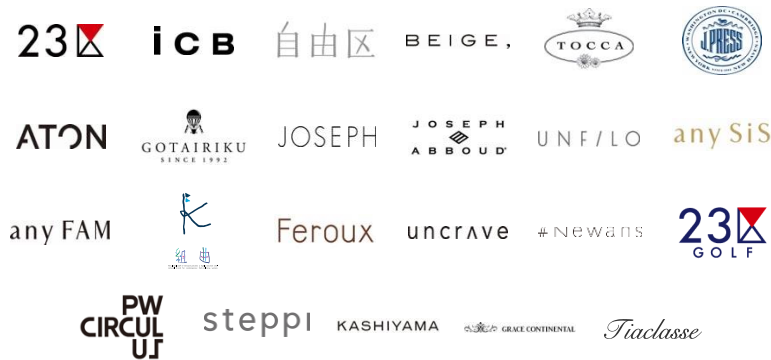 23区
iCB
自由区
BEIGE,
TOCCA
J.PRESS
ATON
GOTAIRIKU
SINCE 1992
JOSEPH
JOSEPH
ABBOUD
UNFILO
any SiS
any FAM
K
組曲
Feroux
uncrave
#Newans
23区
GOLF
PW
CIRCUL
US
steppi
KASHIYAMA
GRACE CONTINENTAL
Tiaclasse